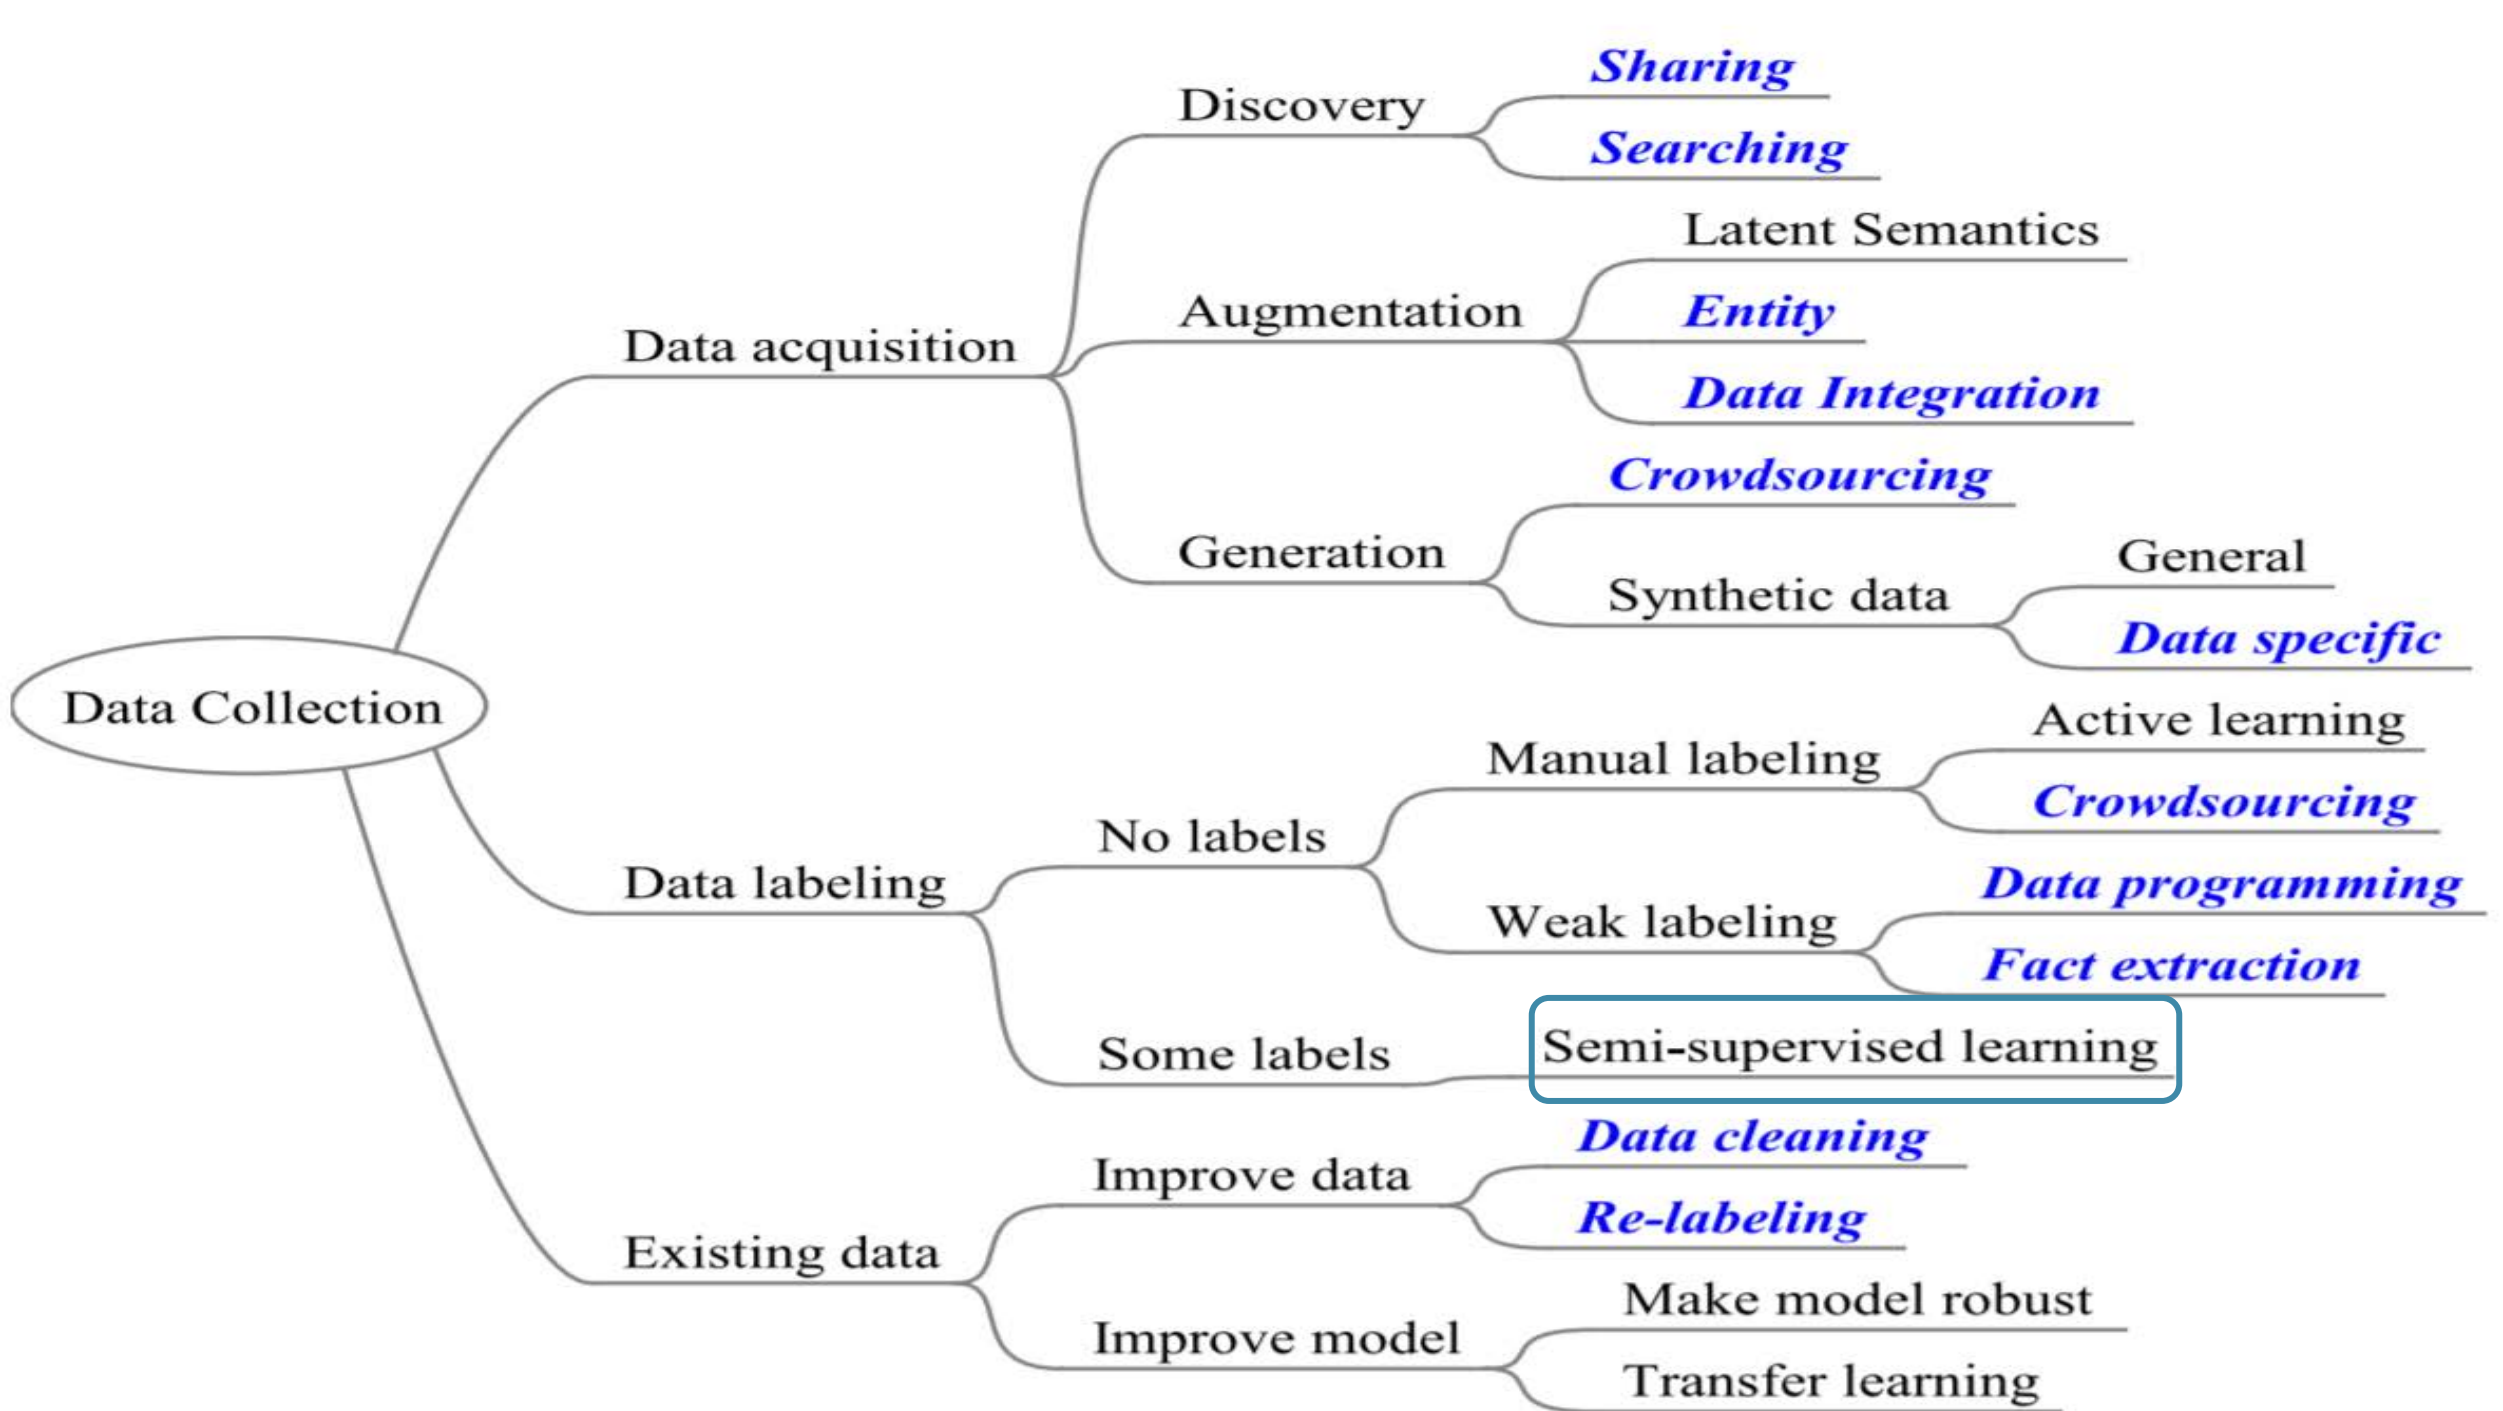 Data Collection
Data acquisition
Discovery
Sharing
Searching
Augmentation
Latent Semantics
Entity
Data Integration
Generation
Crowdsourcing
Synthetic data
General
Data specific
Data labeling
No labels
Manual labeling
Active learning
Crowdsourcing
Weak labeling
Data programming
Fact extraction
Some labels
Semi-supervised learning
Existing data
Improve data
Data cleaning
Re-labeling
Improve model
Make model robust
Transfer learning